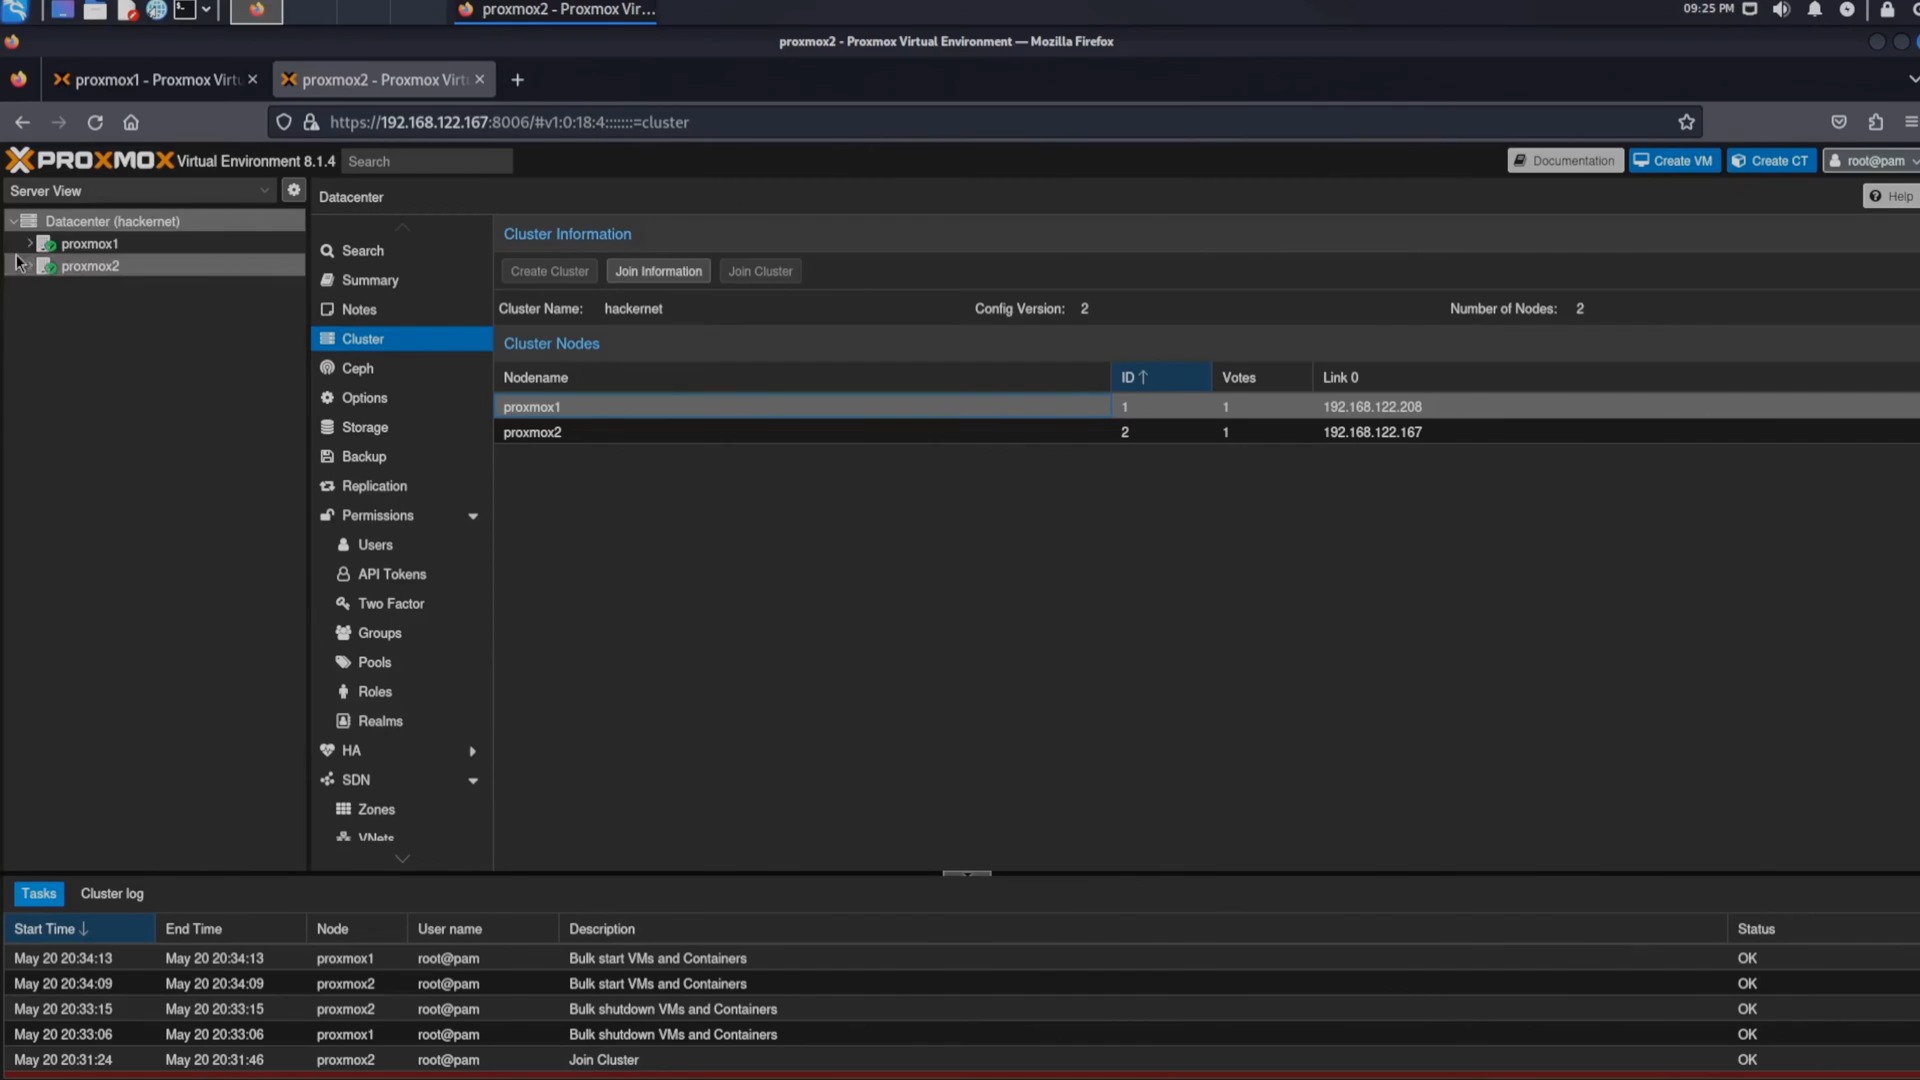 proxmox2 - Proxmox Vir...
09:25 PM
proxmox2 - Proxmox Virtual Environment — Mozilla Firefox
proxmox1 - Proxmox Virtu
proxmox2 - Proxmox Virtu
https://192.168.122.167:8006/#v1:0:18:4:::::::=cluster
PROXMOX Virtual Environment 8.1.4
Search
Documentation
Create VM
Create CT
root@pam
Server View
Datacenter
Help
Datacenter (hackernet)
proxmox1
proxmox2
Search
Summary
Notes
Cluster
Ceph
Options
Storage
Backup
Replication
Permissions
Users
API Tokens
Two Factor
Groups
Pools
Roles
Realms
HA
SDN
Zones
VNets
Cluster Information
Create Cluster
Join Information
Join Cluster
Cluster Name: hackernet Config Version: 2 Number of Nodes: 2
Cluster Nodes
Nodename ID Votes Link 0
proxmox1 1 1 192.168.122.208
proxmox2 2 1 192.168.122.167
Tasks Cluster log
Start Time End Time Node User name Description Status
May 20 20:34:13 May 20 20:34:13 proxmox1 root@pam Bulk start VMs and Containers OK
May 20 20:34:09 May 20 20:34:09 proxmox2 root@pam Bulk start VMs and Containers OK
May 20 20:33:15 May 20 20:33:15 proxmox2 root@pam Bulk shutdown VMs and Containers OK
May 20 20:33:06 May 20 20:33:06 proxmox1 root@pam Bulk shutdown VMs and Containers OK
May 20 20:31:24 May 20 20:31:46 proxmox2 root@pam Join Cluster OK